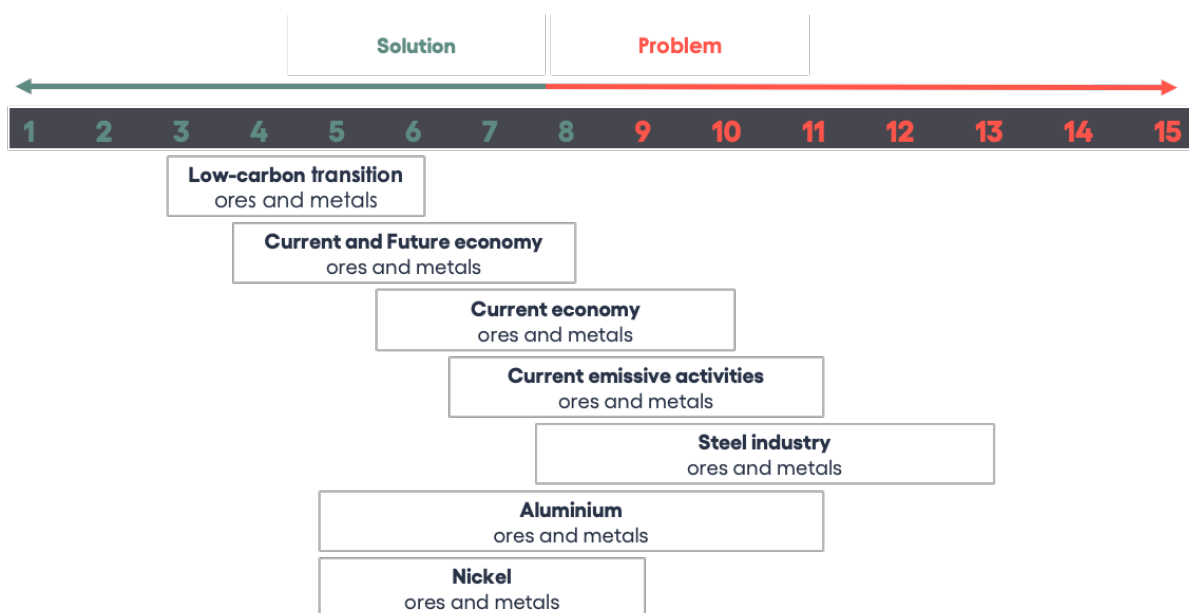 Solution Problem
1 2 3 4 5 6 7 8 9 10 11 12 13 14 15
Low-carbon transition
ores and metals
Current and Future economy
ores and metals
Current economy
ores and metals
Current emissive activities
ores and metals
Steel industry
ores and metals
Aluminium
ores and metals
Nickel
ores and metals